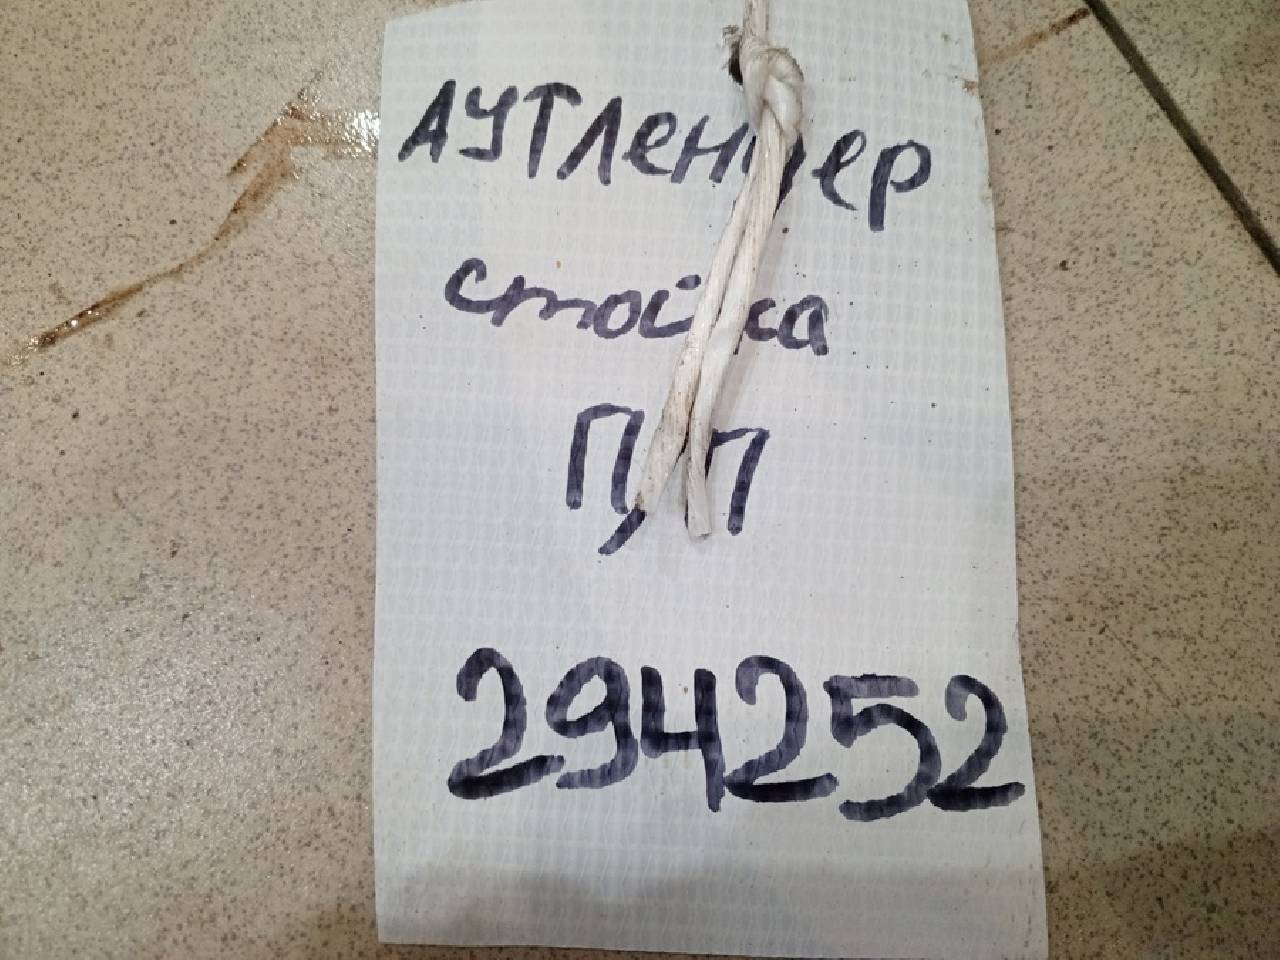 Аутлендер
стойка
П,П
294252